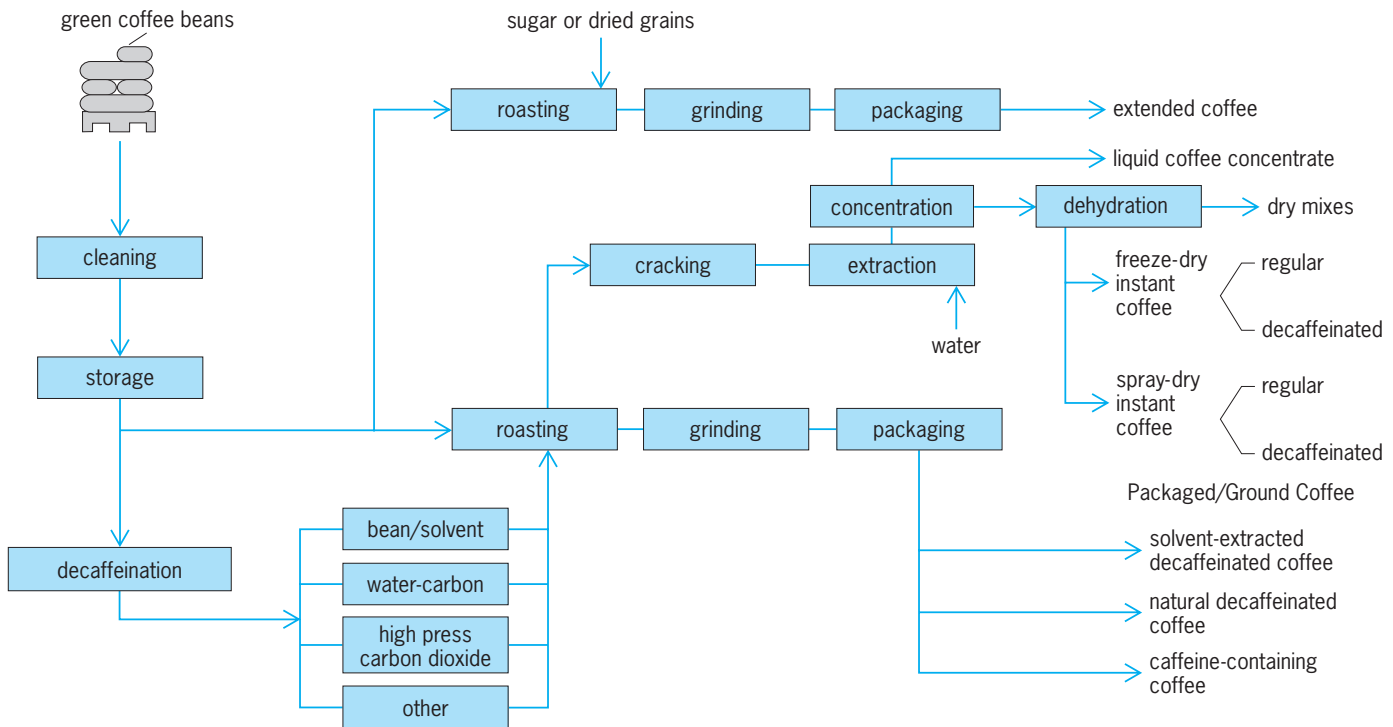 green coffee beans
sugar or dried grains
roasting
grinding
packaging
extended coffee
liquid coffee concentrate
concentration
dehydration
dry mixes
cleaning
cracking
extraction
freeze-dry
instant
coffee
regular
decaffeinated
water
storage
spray-dry
instant
coffee
regular
decaffeinated
roasting
grinding
packaging
Packaged/Ground Coffee
decaffeination
bean/solvent
water-carbon
high press
carbon dioxide
other
solvent-extracted
decaffeinated coffee
natural decaffeinated
coffee
caffeine-containing
coffee